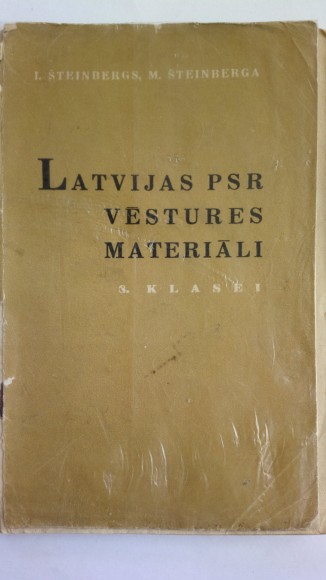 I. ŠTEINBERGS, M. ŠTEINBERGA
LATVIJAS PSR
VĒSTURES
MATERIĀLI
3. KLASEI